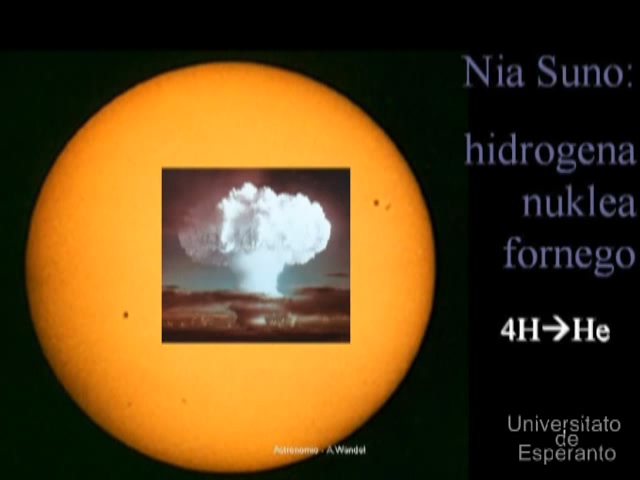 Nia Suno:
hidrogena
nuklea
fornego
4H→He
Astronomio - A.Wandel
Universitato
de
Esperanto